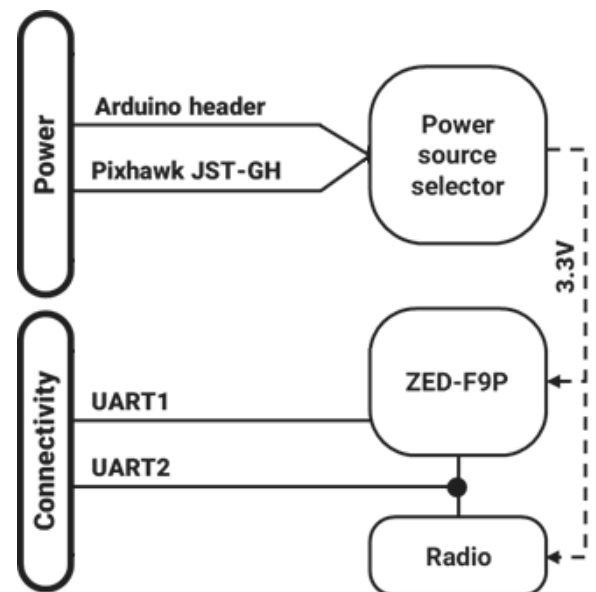 Power
Arduino header
Pixhawk JST-GH
Power
source
selector
3.3V
Connectivity
UART1
UART2
ZED-F9P
Radio